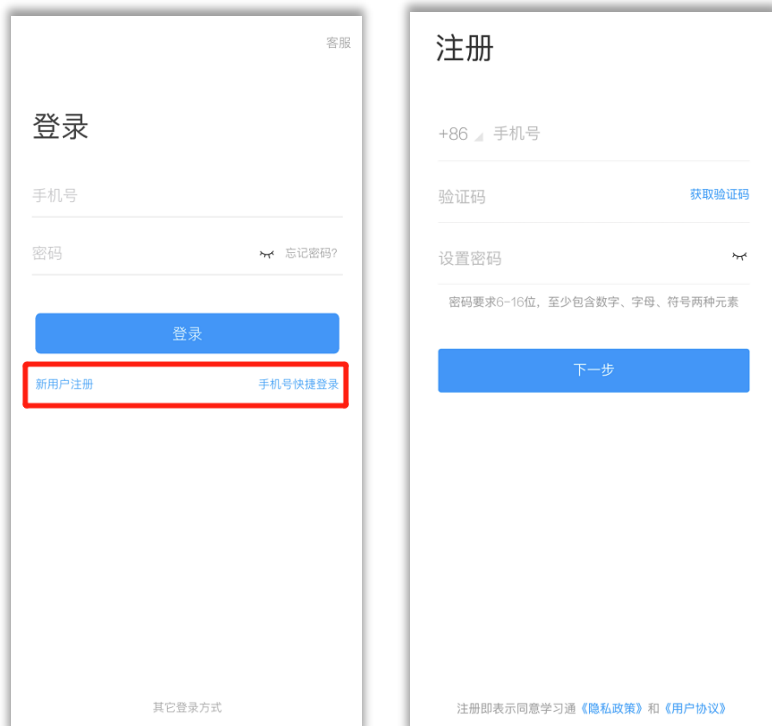 客服
登录
手机号
密码 忘记密码?
登录
新用户注册 手机号快捷登录
其它登录方式
注册
+86 手机号
验证码 获取验证码
设置密码
密码要求6-16位，至少包含数字、字母、符号两种元素
下一步
注册即表示同意学习通《隐私政策》和《用户协议》